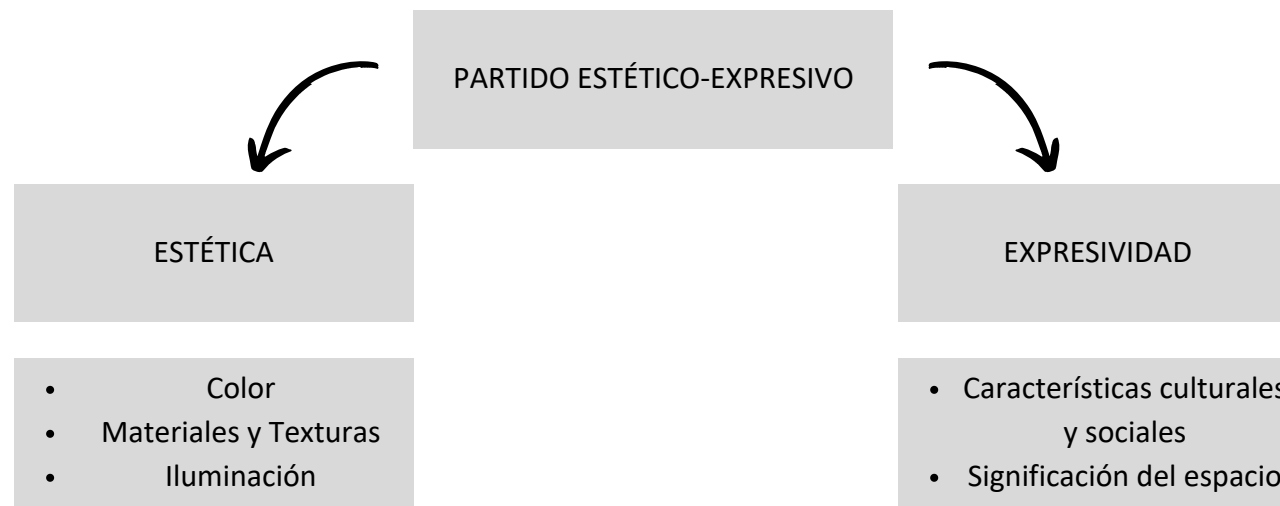 PARTIDO ESTÉTICO-EXPRESIVO
ESTÉTICA
• Color
• Materiales y Texturas
• Iluminación
EXPRESIVIDAD
• Características culturales
y sociales
• Significación del espacio